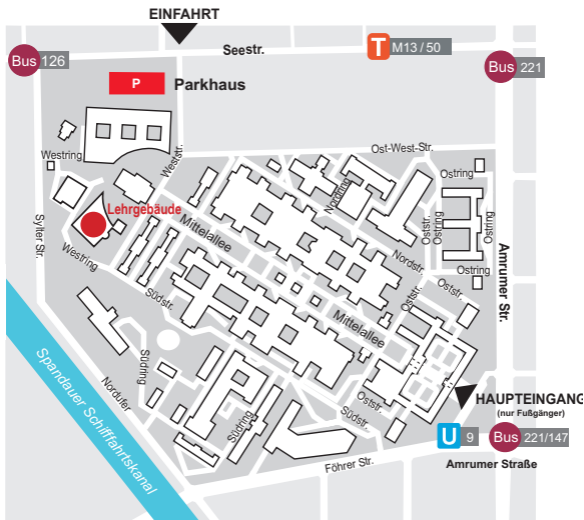 EINFAHRT
Seestr.
T M13 / 50
Bus 126
Bus 221
P Parkhaus
Ost-West-Str.
Westring
Weststr.
Ostring
Nordring
Lehrgebäude
Mittelallee
Oststr.
Ostring
Ostring
Sylter Str.
Westring
Nordstr.
Amrumer Str.
Ostring
Südstr.
Oststr.
Oststr.
Mittelallee
Spandauer Schifffahrtskanal
Nordufer
Südring
Oststr.
HAUPTEINGANG
(nur Fußgänger)
Südring
Südstr.
U 9
Bus 221/147
Föhrer Str.
Amrumer Straße